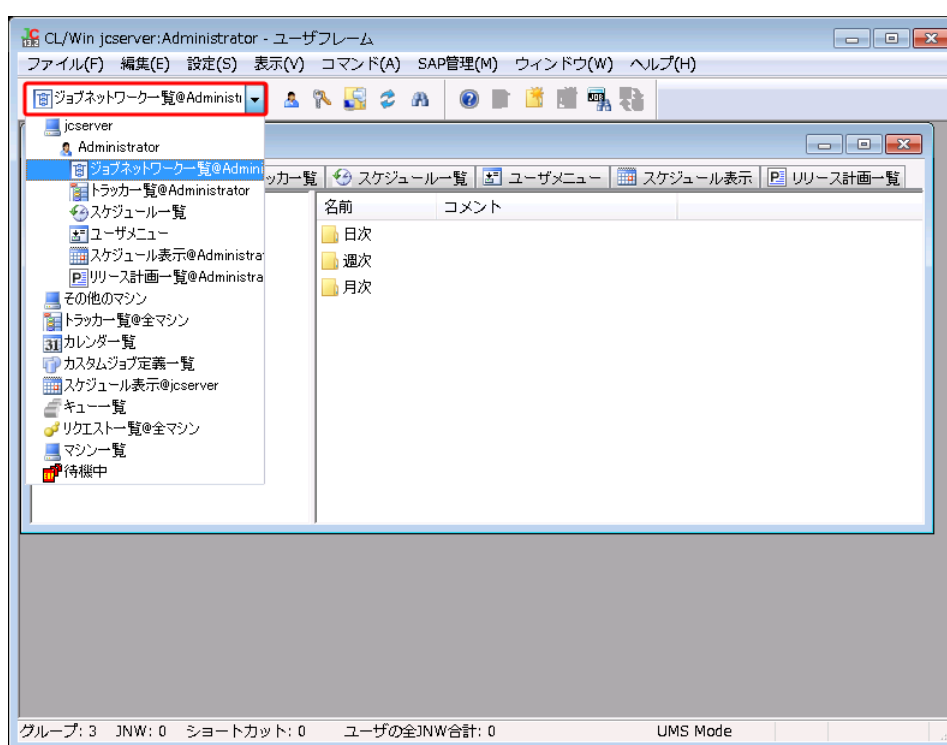 CL/Win jcserver:Administrator - ユーザフレーム
ファイル(F) 編集(E) 設定(S) 表示(V) コマンド(A) SAP管理(M) ウィンドウ(W) ヘルプ(H)
ジョブネットワーク一覧@Administ
jcserver
Administrator
ジョブネットワーク一覧@Admini
トラッカー一覧@Administrator
スケジュール一覧
ユーザメニュー
スケジュール表示@Administra
リリース計画一覧@Administra
その他のマシン
トラッカー一覧@全マシン
カレンダ一覧
カスタムジョブ定義一覧
スケジュール表示@jcserver
キュー一覧
リクエスト一覧@全マシン
マシン一覧
待機中
ッカー一覧 スケジュール一覧 ユーザメニュー スケジュール表示 リリース計画一覧
名前 コメント
日次
週次
月次
グループ: 3 JNW: 0 ショートカット: 0 ユーザの全JNW合計: 0 UMS Mode